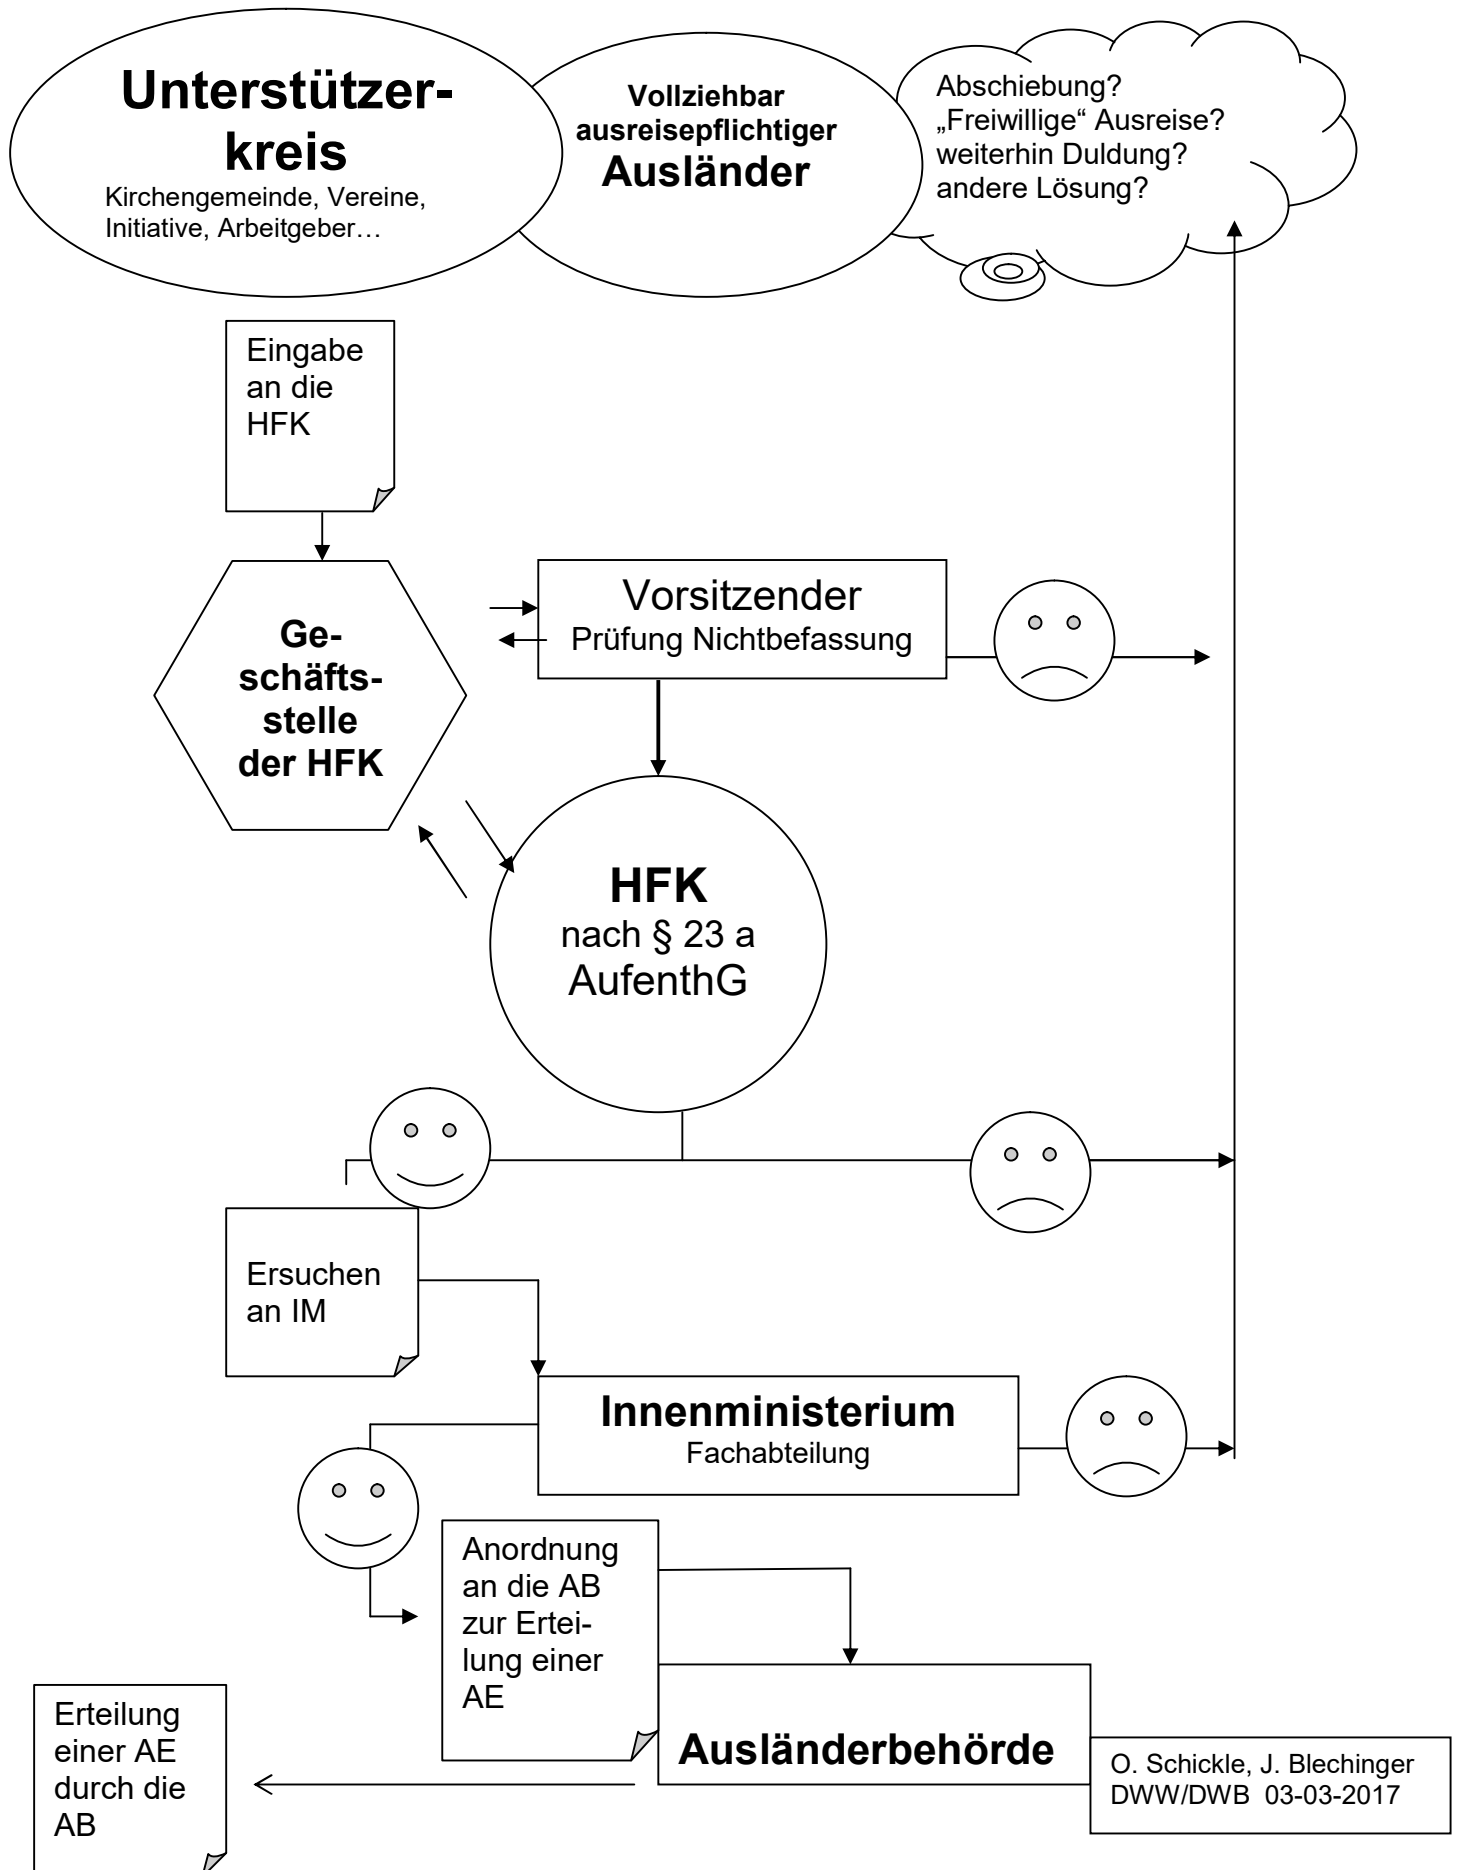 Unterstützer-
kreis
Kirchengemeinde, Vereine,
Initiative, Arbeitgeber…
Vollziehbar
ausreisepflichtiger
Ausländer
Abschiebung?
„Freiwillige“ Ausreise?
weiterhin Duldung?
andere Lösung?
Eingabe
an die
HFK
Ge-
schäfts-
stelle
der HFK
Vorsitzender
Prüfung Nichtbefassung
HFK
nach § 23 a
AufenthG
Ersuchen
an IM
Innenministerium
Fachabteilung
Anordnung
an die AB
zur Ertei-
lung einer
AE
Ausländerbehörde
Erteilung
einer AE
durch die
AB
O. Schickle, J. Blechinger
DWW/DWB  03-03-2017